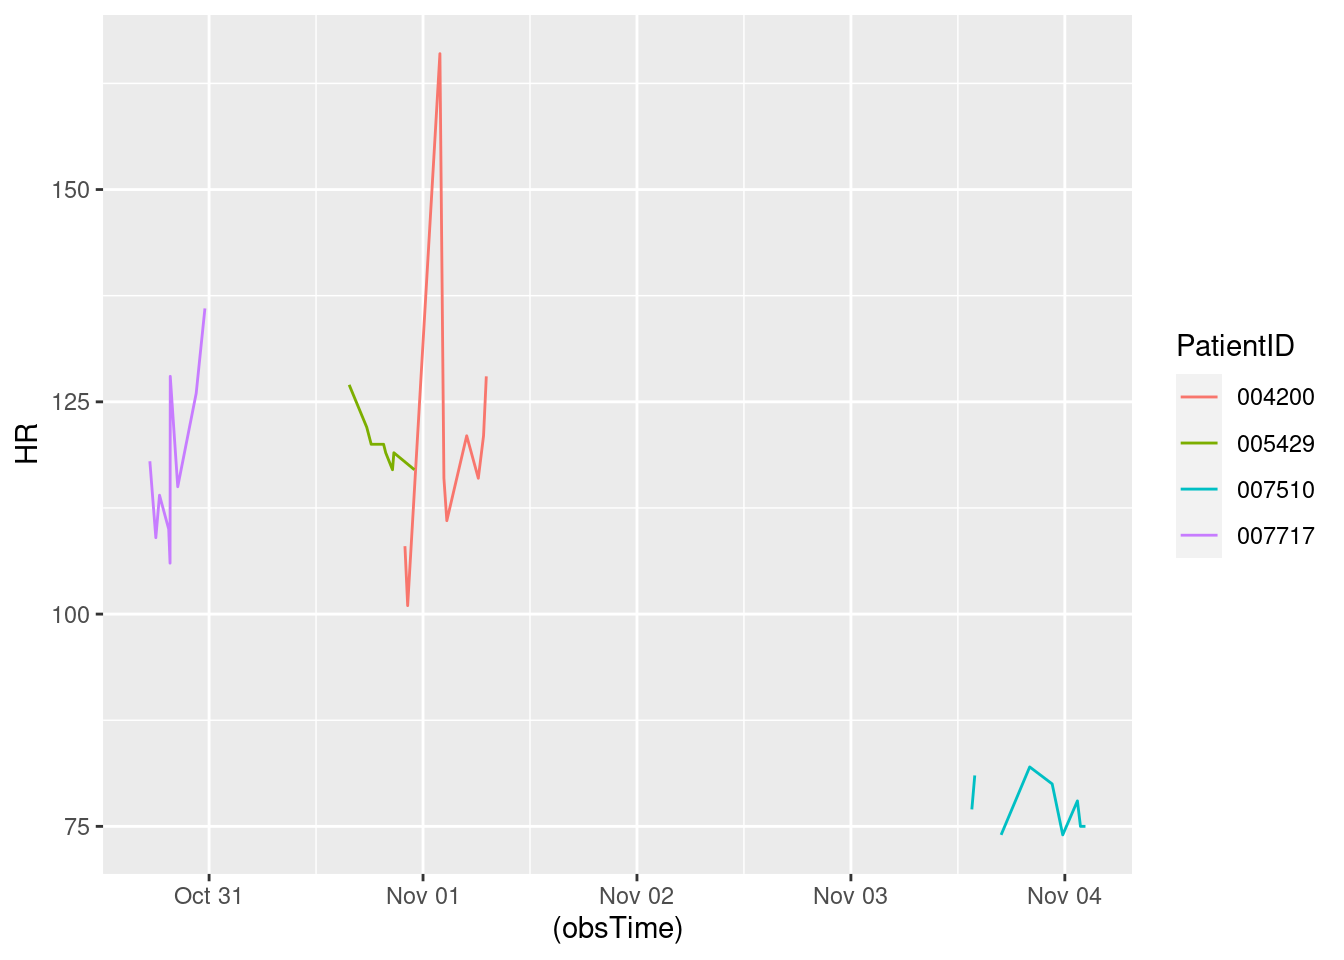 150
125
100
75
HR
Oct 31
Nov 01
Nov 02
Nov 03
Nov 04
(obsTime)
PatientID
004200
005429
007510
007717